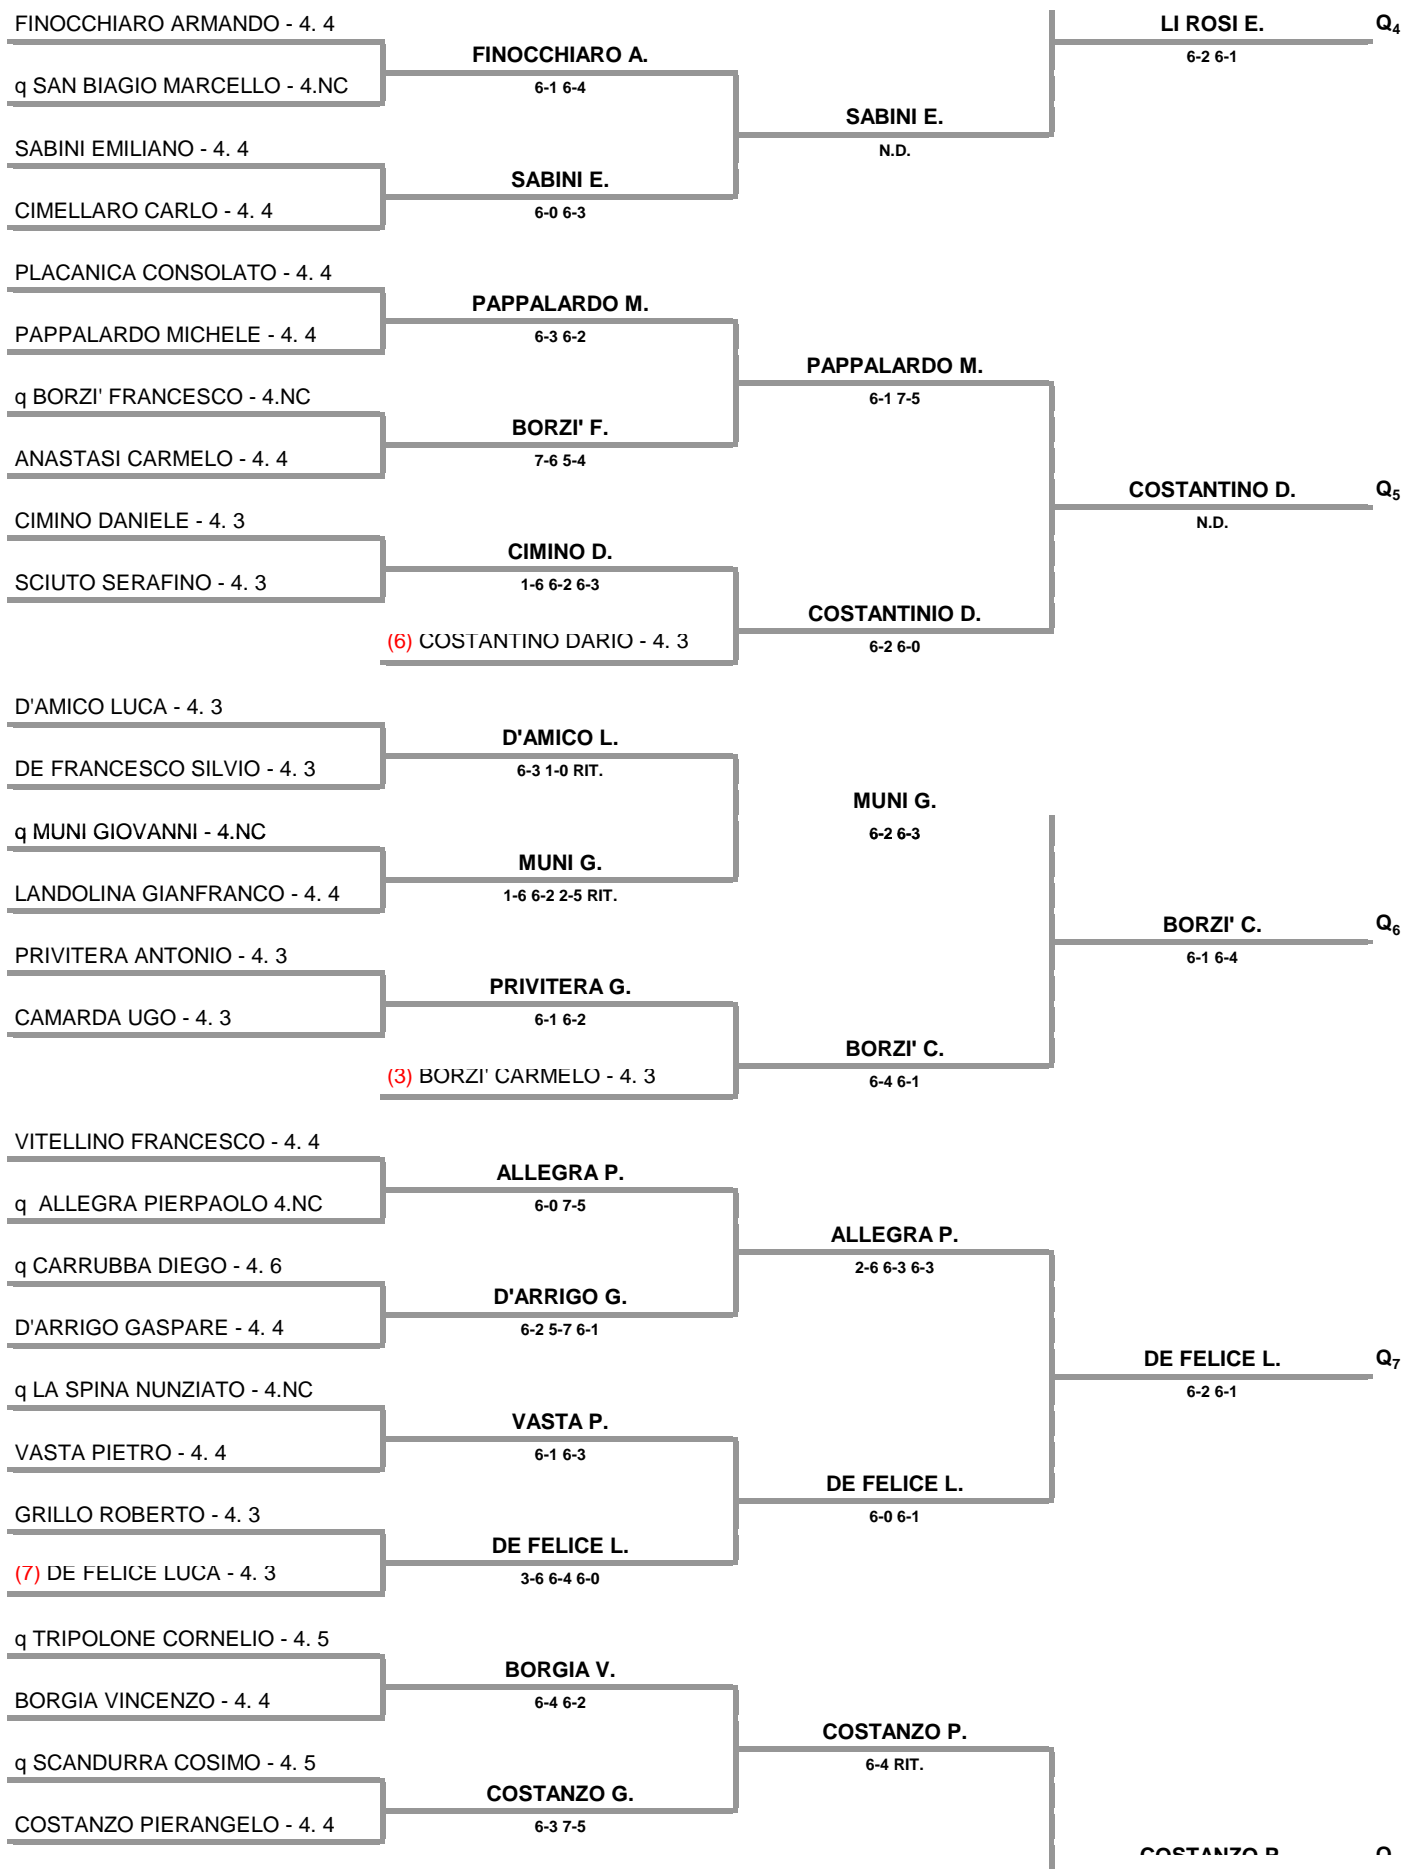 FINOCCHIARO ARMANDO - 4. 4
LI ROSI E. Q4
FINOCCHIARO A.
6-2 6-1
q SAN BIAGIO MARCELLO - 4.NC
6-1 6-4
SABINI E.
SABINI EMILIANO - 4. 4
N.D.
SABINI E.
CIMELLARO CARLO - 4. 4
6-0 6-3
PLACANICA CONSOLATO - 4. 4
PAPPALARDO M.
PAPPALARDO MICHELE - 4. 4
6-3 6-2
PAPPALARDO M.
q BORZI' FRANCESCO - 4.NC
6-1 7-5
BORZI' F.
ANASTASI CARMELO - 4. 4
7-6 5-4
COSTANTINO D. Q5
CIMINO DANIELE - 4. 3
N.D.
CIMINO D.
SCIUTO SERAFINO - 4. 3
1-6 6-2 6-3
COSTANTINIO D.
(6) COSTANTINO DARIO - 4. 3
6-2 6-0
D'AMICO LUCA - 4. 3
D'AMICO L.
DE FRANCESCO SILVIO - 4. 3
6-3 1-0 RIT.
MUNI G.
q MUNI GIOVANNI - 4.NC
6-2 6-3
MUNI G.
LANDOLINA GIANFRANCO - 4. 4
1-6 6-2 2-5 RIT.
BORZI' C. Q6
PRIVITERA ANTONIO - 4. 3
6-1 6-4
PRIVITERA G.
CAMARDA UGO - 4. 3
6-1 6-2
BORZI' C.
(3) BORZI' CARMELO - 4. 3
6-4 6-1
VITELLINO FRANCESCO - 4. 4
ALLEGRA P.
q ALLEGRA PIERPAOLO 4.NC
6-0 7-5
ALLEGRA P.
q CARRUBBA DIEGO - 4. 6
2-6 6-3 6-3
D'ARRIGO G.
D'ARRIGO GASPARE - 4. 4
6-2 5-7 6-1
DE FELICE L. Q7
q LA SPINA NUNZIATO - 4.NC
6-2 6-1
VASTA P.
VASTA PIETRO - 4. 4
6-1 6-3
DE FELICE L.
GRILLO ROBERTO - 4. 3
6-0 6-1
DE FELICE L.
(7) DE FELICE LUCA - 4. 3
3-6 6-4 6-0
q TRIPOLONE CORNELIO - 4. 5
BORGIA V.
BORGIA VINCENZO - 4. 4
6-4 6-2
COSTANZO P.
q SCANDURRA COSIMO - 4. 5
6-4 RIT.
COSTANZO G.
COSTANZO PIERANGELO - 4. 4
6-3 7-5